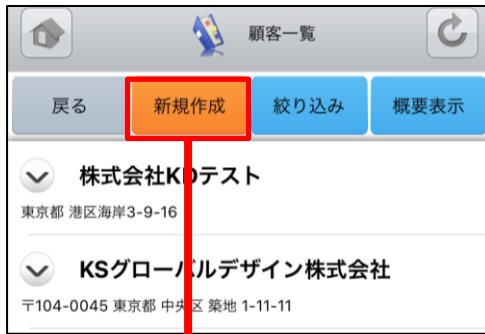 顧客一覧
戻る 新規作成 絞り込み 概要表示
株式会社KDテスト
東京都 港区海岸3-9-16
KSグローバルデザイン株式会社
〒104-0045 東京都 中央区 築地 1-11-11